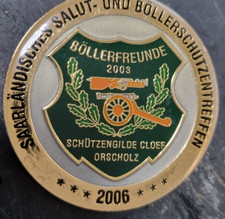 SAARLÄNDISCHES SALUT- UND BÖLLERSCHÜTZENTREFFEN
BÖLLERFREUNDE
2003
SCHÜTZENGILDE CLOEF
ORSCHOLZ
2006